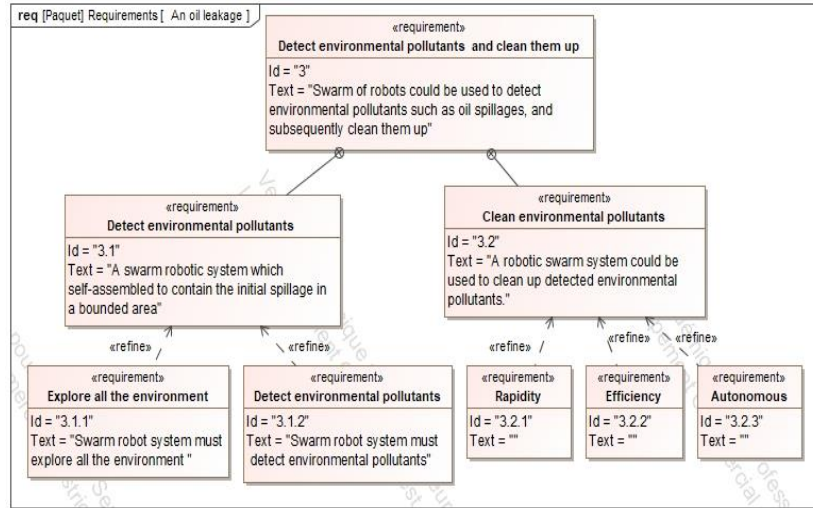 req [Paquet] Requirements [ An oil leakage ]
«requirement»
Detect environmental pollutants and clean them up
Id = "3"
Text = "Swarm of robots could be used to detect
environmental pollutants such as oil spillages, and
subsequently clean them up"
«requirement»
Detect environmental pollutants
Id = "3.1"
Text = "A swarm robotic system which
self-assembled to contain the initial spillage in
a bounded area"
«requirement»
Clean environmental pollutants
Id = "3.2"
Text = "A robotic swarm system could be
used to clean up detected environmental
pollutants."
«refine»
«refine»
«refine»
«refine»
«refine»
«requirement»
Explore all the environment
Id = "3.1.1"
Text = "Swarm robot system must
explore all the environment "
«requirement»
Detect environmental pollutants
Id = "3.1.2"
Text = "Swarm robot system must
detect environmental pollutants"
«requirement»
Rapidity
Id = "3.2.1"
Text = ""
«requirement»
Efficiency
Id = "3.2.2"
Text = ""
«requirement»
Autonomous
Id = "3.2.3"
Text = ""